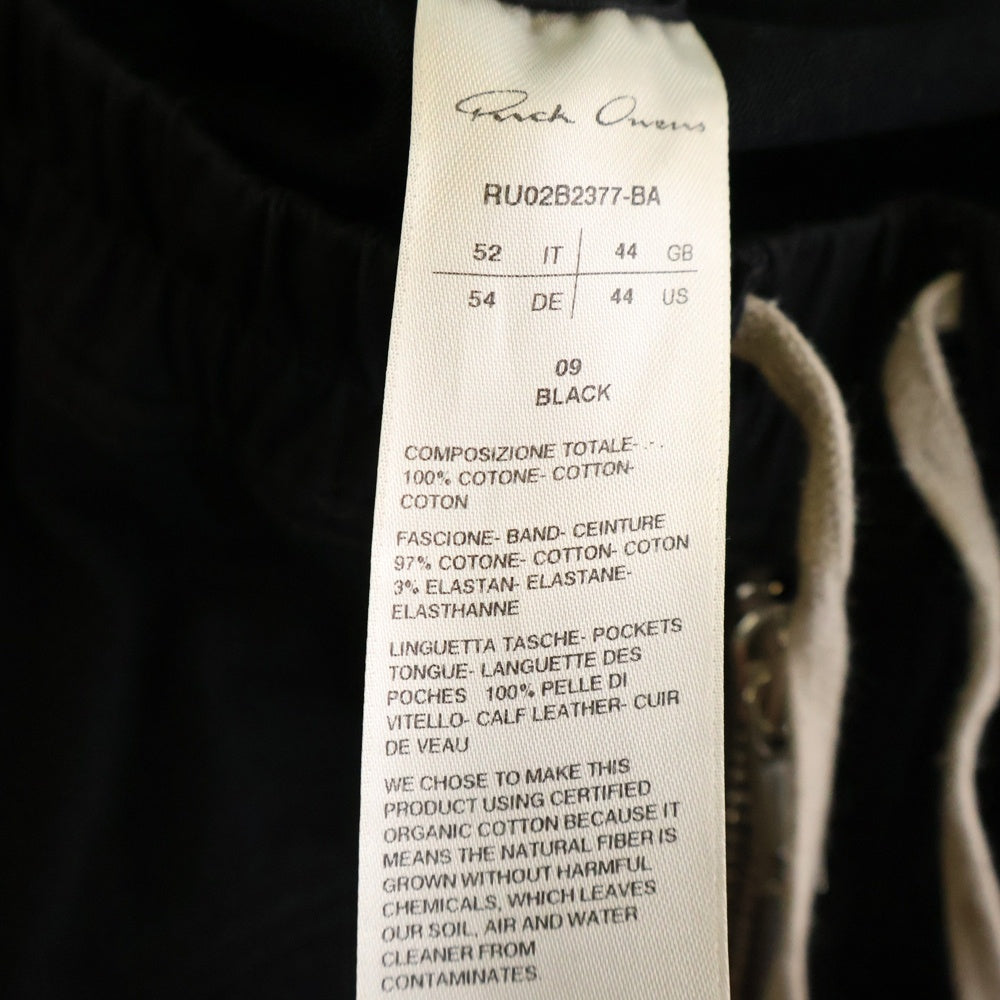 Rick Owens
RU02B2377-BA
52 IT 44 GB
54 DE 44 US
09
BLACK
COMPOSIZIONE TOTALE-
100% COTONE- COTTON-
COTON
FASCIONE- BAND- CEINTURE
97% COTONE- COTTON- COTON
3% ELASTAN- ELASTANE-
ELASTHANNE
LINGUETTA TASCHE- POCKETS
TONGUE- LANGUETTE DES
POCHES 100% PELLE DI
VITELLO- CALF LEATHER- CUIR
DE VEAU
WE CHOSE TO MAKE THIS
PRODUCT USING CERTIFIED
ORGANIC COTTON BECAUSE IT
MEANS THE NATURAL FIBER IS
GROWN WITHOUT HARMFUL
CHEMICALS, WHICH LEAVES
OUR SOIL, AIR AND WATER
CLEANER FROM
CONTAMINATES